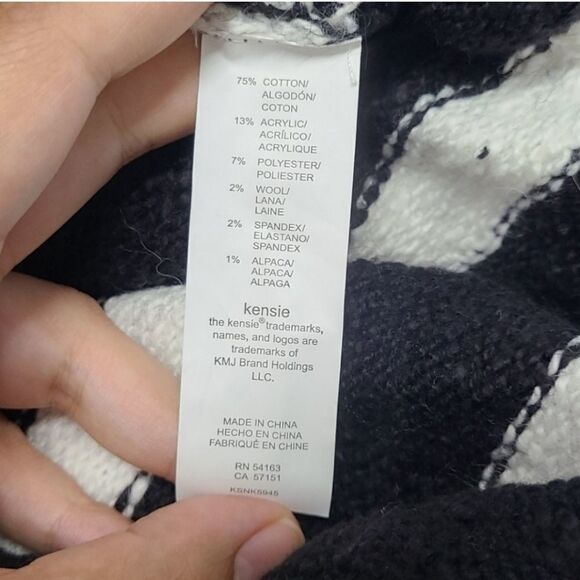 75% COTTON/
ALGODÓN/
COTON
13% ACRYLIC/
ACRÍLICO/
ACRYLIQUE
7% POLYESTER/
POLIESTER
2% WOOL/
LANA/
LAINE
2% SPANDEX/
ELASTANO/
SPANDEX
1% ALPACA/
ALPACA/
ALPAGA
kensie
the kensie® trademarks,
names, and logos are
trademarks of
KMJ Brand Holdings
LLC.
MADE IN CHINA
HECHO EN CHINA
FABRIQUÉ EN CHINE
RN 54163
CA 57151
KSNK5945